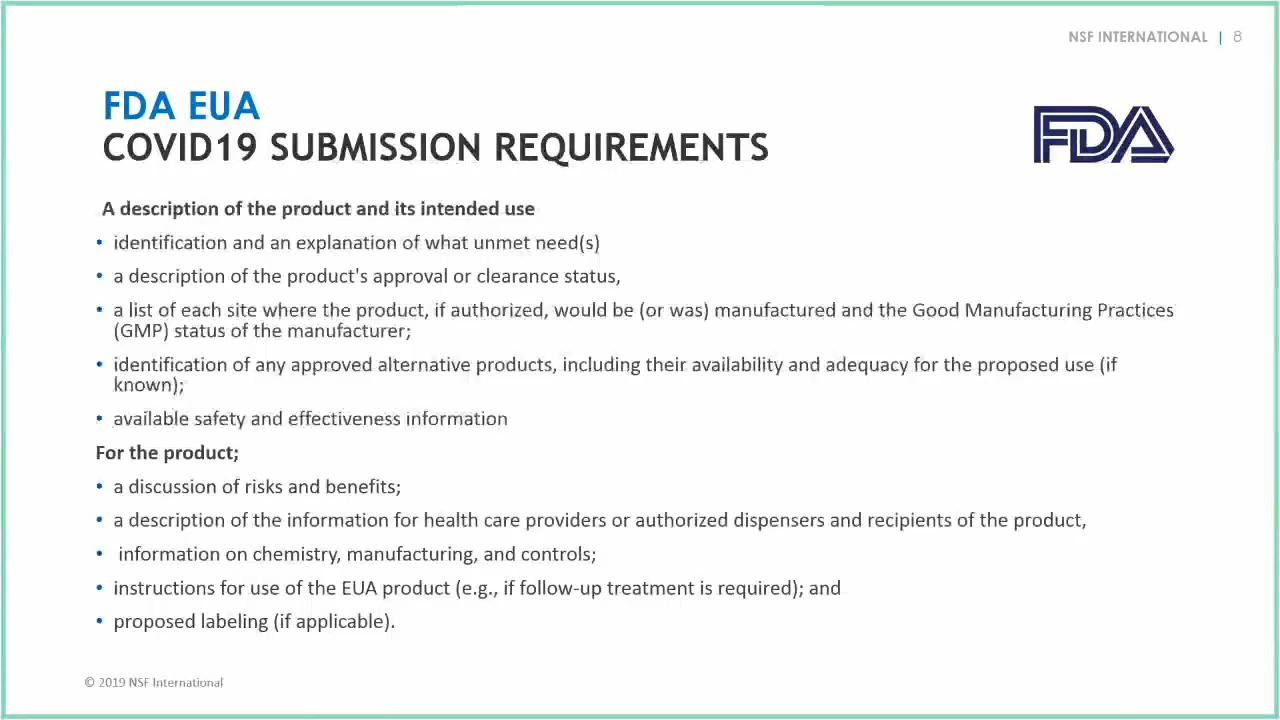 NSF INTERNATIONAL | 8
FDA EUA
FDA
COVID19 SUBMISSION REQUIREMENTS
A description of the product and its intended use
• identification and an explanation of what unmet need(s)
• a description of the product's approval or clearance status,
• a list of each site where the product, if authorized, would be (or was) manufactured and the Good Manufacturing Practices
(GMP) status of the manufacturer;
• identification of any approved alternative products, including their availability and adequacy for the proposed use (if
known);
• available safety and effectiveness information
For the product;
• a discussion of risks and benefits;
• a description of the information for health care providers or authorized dispensers and recipients of the product,
• information on chemistry, manufacturing, and controls;
• instructions for use of the EUA product (e.g., if follow-up treatment is required); and
• proposed labeling (if applicable).
© 2019 NSF International